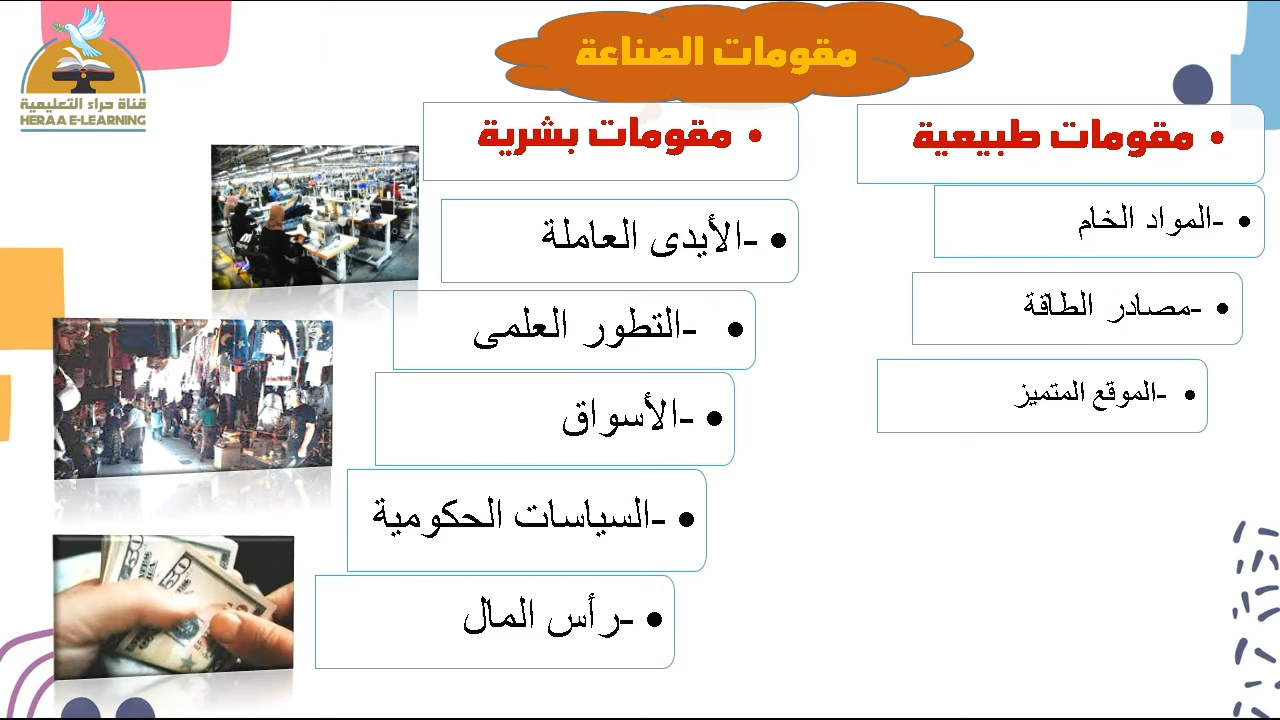 مقومات الصناعة
قناة حراء التعليمية
HERAA E-LEARNING
• مقومات طبيعية
• -المواد الخام
• -مصادر الطاقة
• -الموقع المتميز
• مقومات بشرية
• -الأيدى العاملة
• -التطور العلمى
• -الأسواق
• -السياسات الحكومية
• -رأس المال